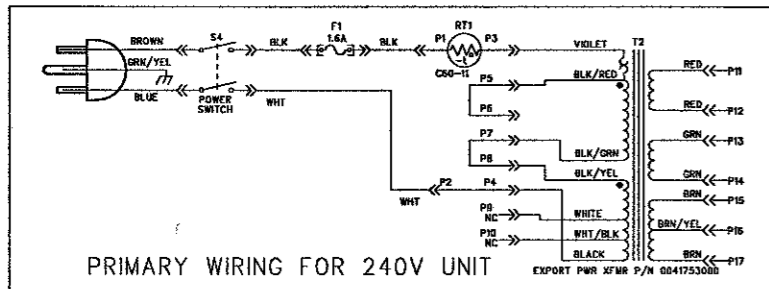 BROWN
S4
BLK
F1
1.6A
BLK
P1
RT1
P3
-t
C60-11
VIOLET
T2
GRN/YEL
BLUE
POWER
SWITCH
WHT
P5
BLK/RED
P6
P7
BLK/GRN
P8
BLK/YEL
WHT
P2
P4
P9
NC
WHITE
P10
NC
WHT/BLK
BLACK
RED
P11
RED
P12
GRN
P13
GRN
P14
BRN
P15
BRN/YEL
P16
BRN
P17
PRIMARY WIRING FOR 240V UNIT
EXPORT PWR XFMR P/N 0041753000